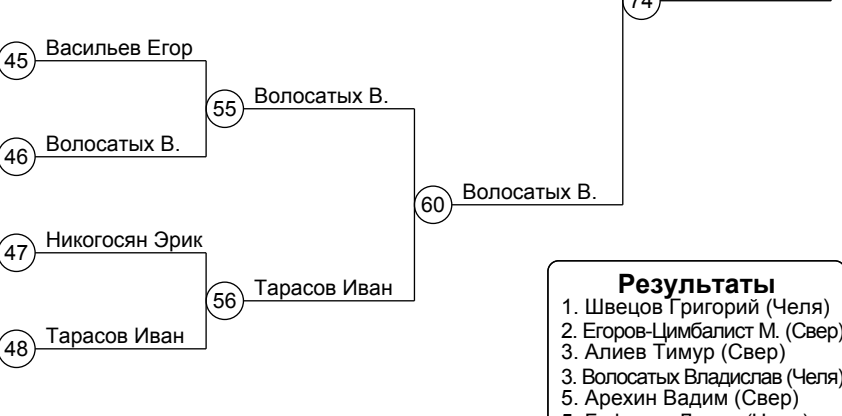 74
45 Васильев Егор
55 Волосатых В.
46 Волосатых В.
60 Волосатых В.
47 Никогосян Эрик
56 Тарасов Иван
48 Тарасов Иван
Результаты
1. Швецов Григорий (Челя)
2. Егоров-Цимбалист М. (Свер)
3. Алиев Тимур (Свер)
3. Волосатых Владислав (Челя)
5. Арехин Вадим (Свер)